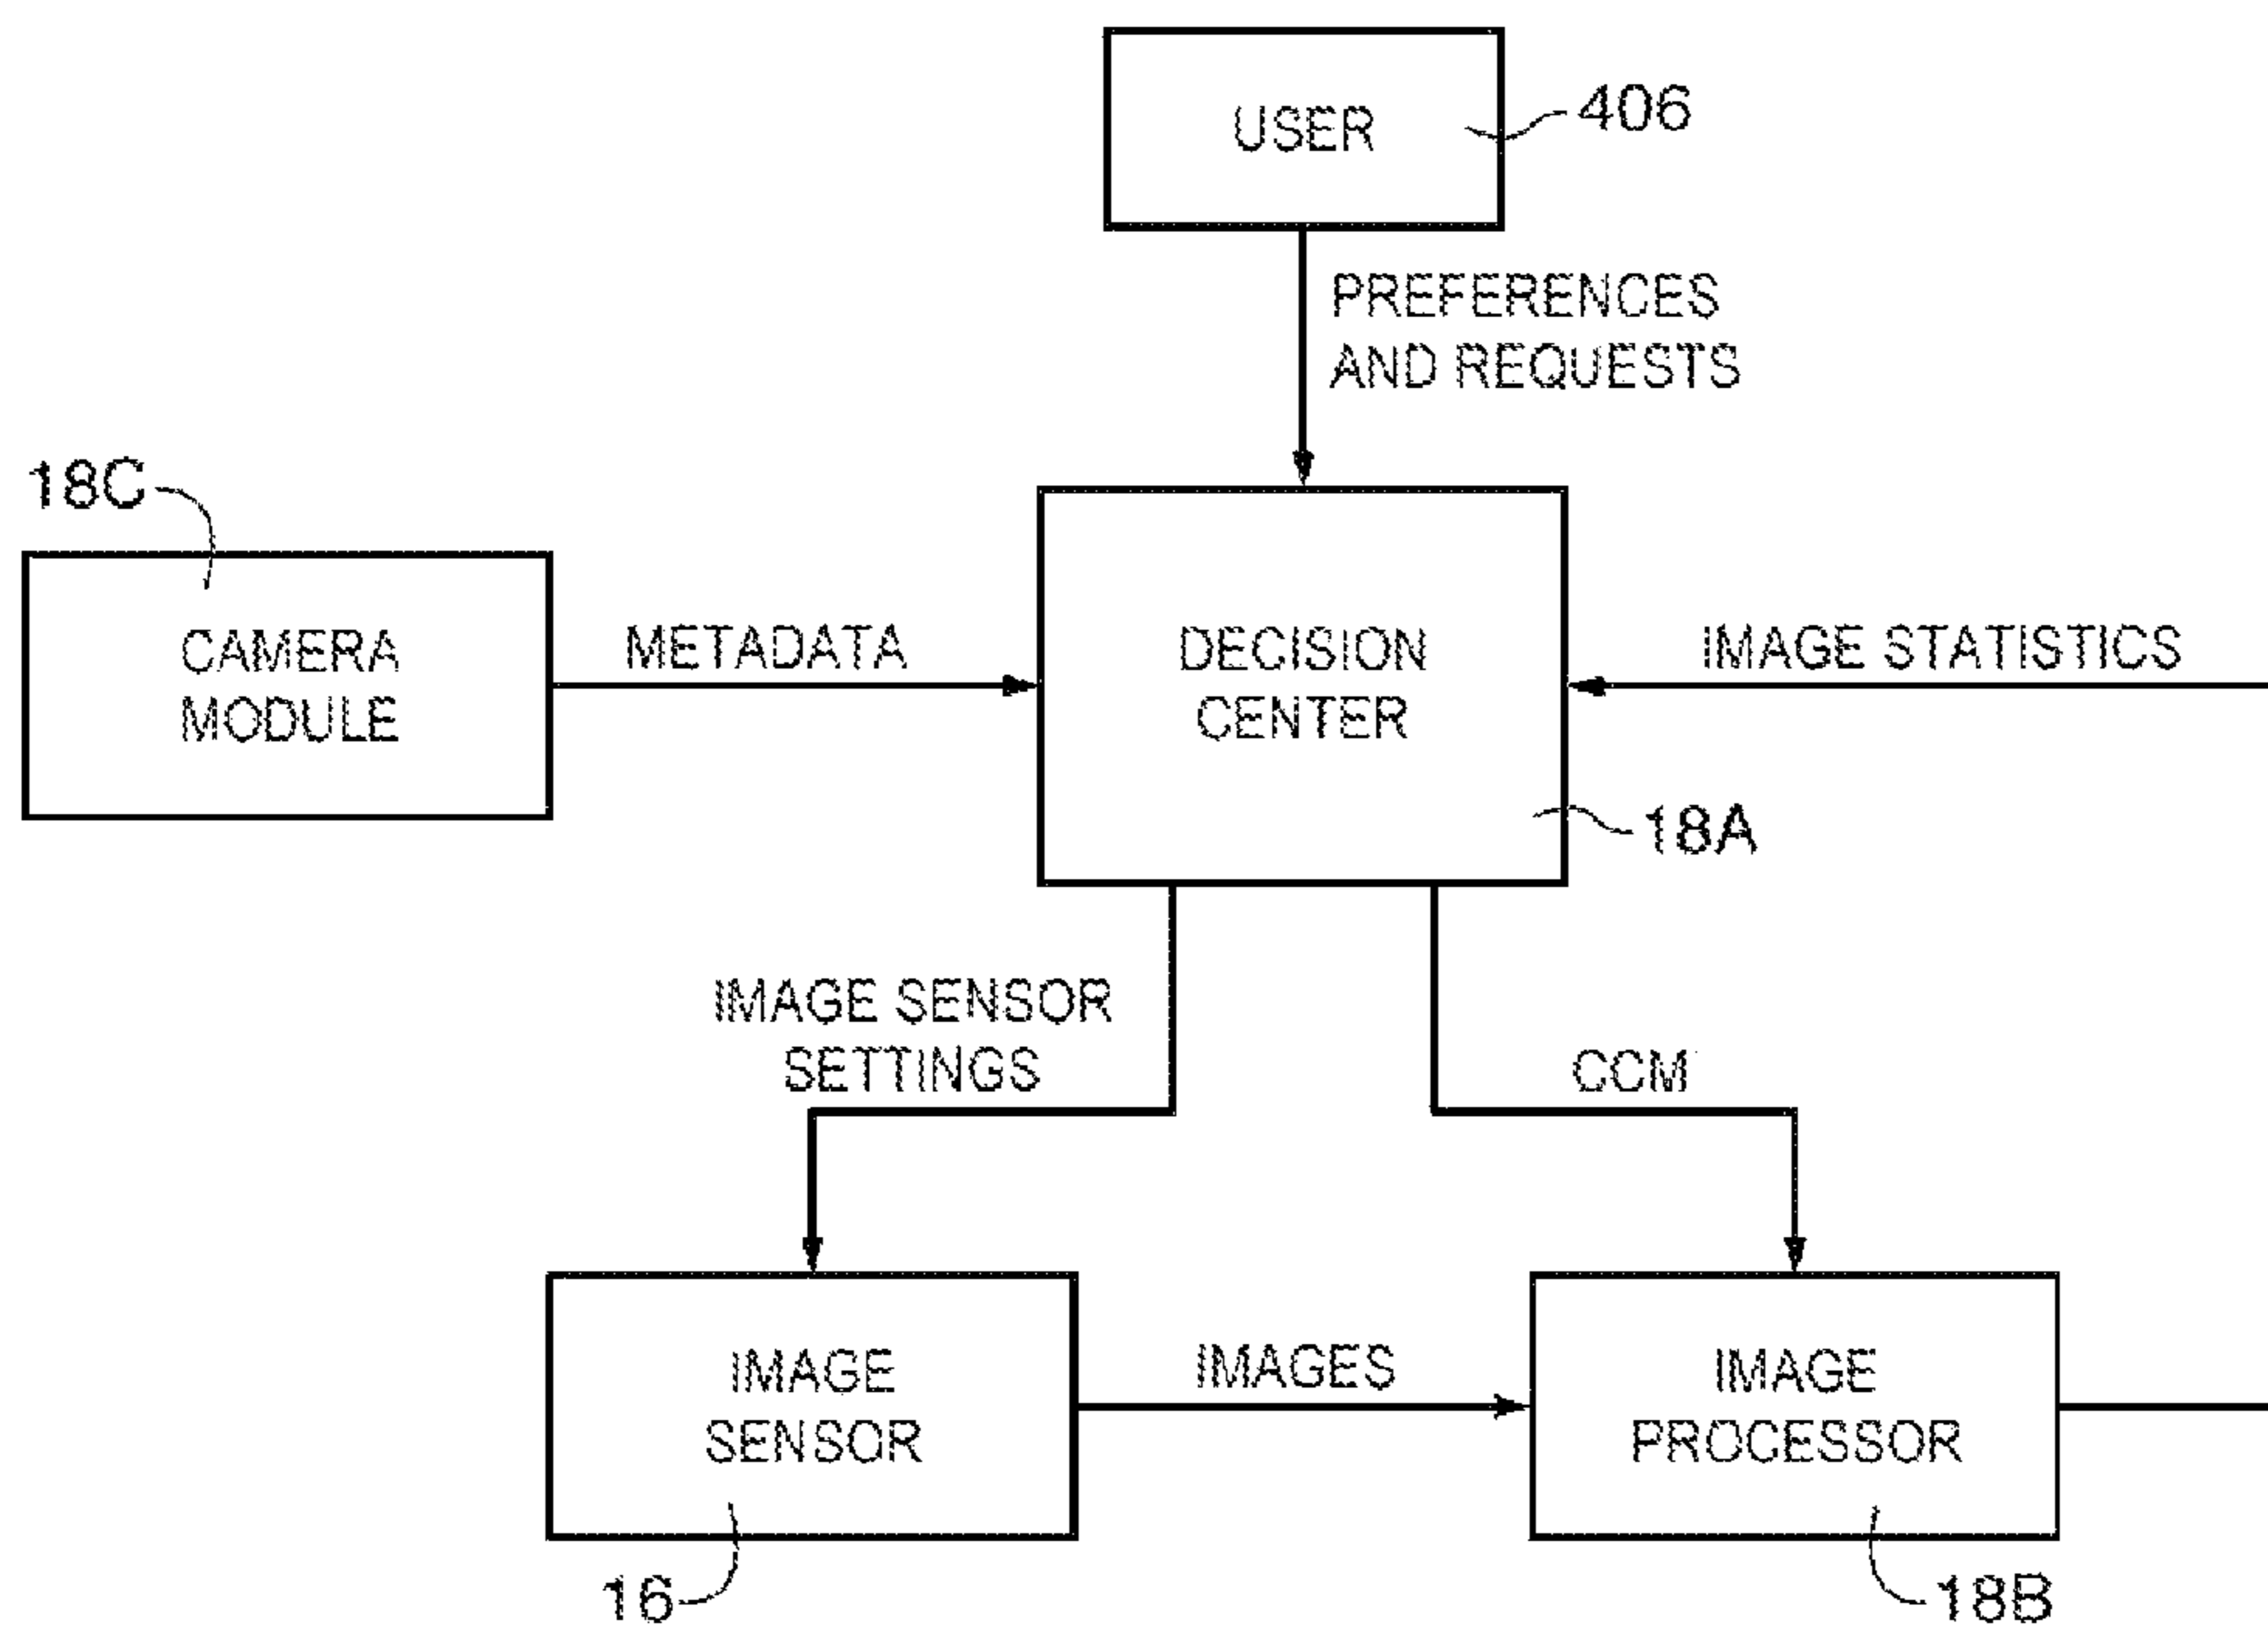 USER
406
PREFERENCES
AND REQUESTS
18C
CAMERA
MODULE
METADATA
DECISION
CENTER
IMAGE STATISTICS
18A
IMAGE SENSOR
SETTINGS
CCM
IMAGE
SENSOR
IMAGES
IMAGE
PROCESSOR
16
18B